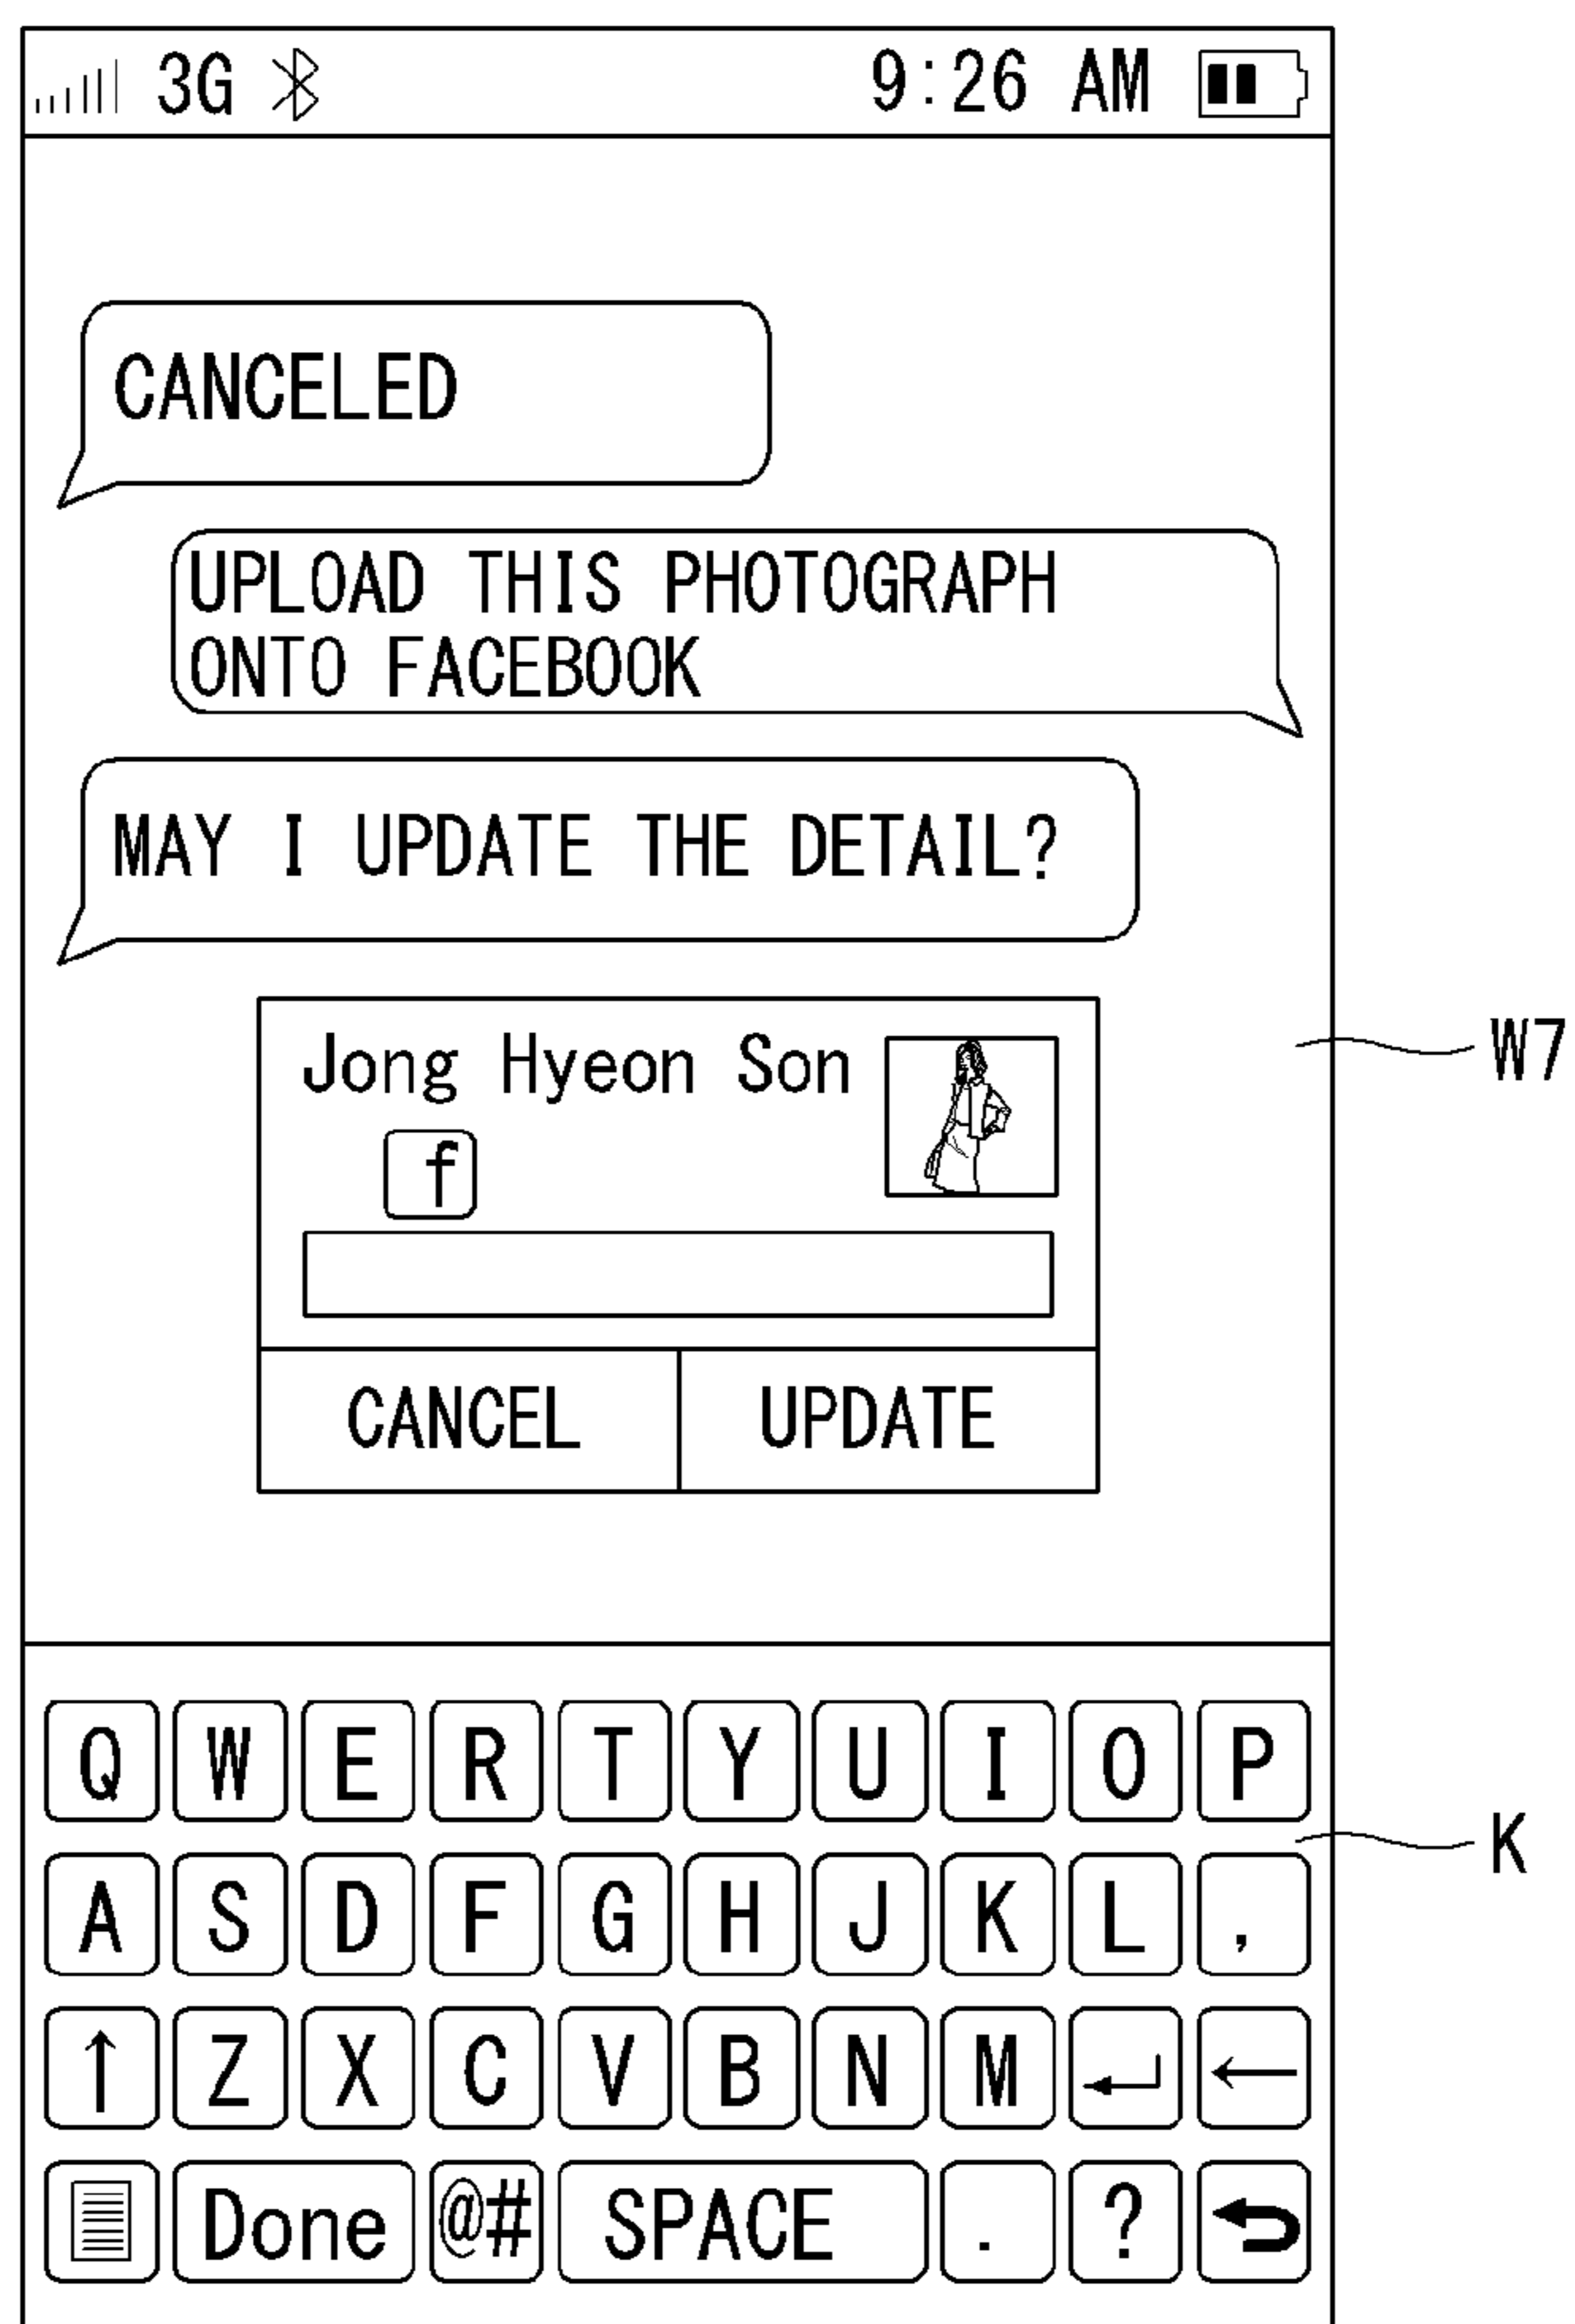 3G 9:26 AM
CANCELED
UPLOAD THIS PHOTOGRAPH
ONTO FACEBOOK
MAY I UPDATE THE DETAIL?
Jong Hyeon Son
f
W7
CANCEL UPDATE
Q W E R T Y U I O P
K
A S D F G H J K L ,
↑ Z X C V B N M ↵ ←
Done @# SPACE . ?